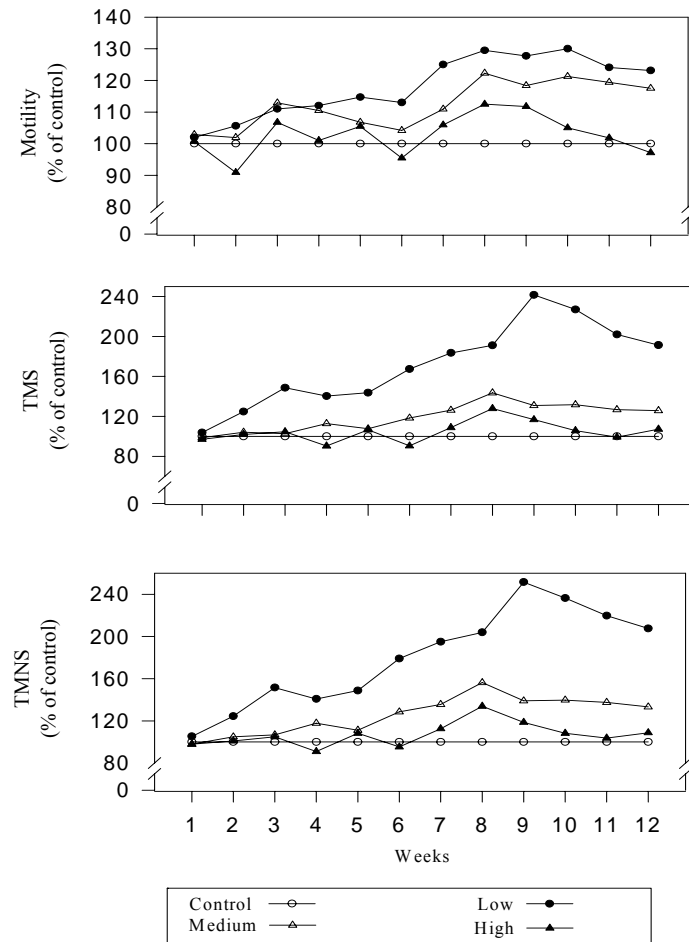 140
130
120
110
100
90
80
0
Motility
(% of control)
240
200
160
120
80
0
TMS
(% of control)
240
200
160
120
80
0
TMNS
(% of control)
1 2 3 4 5 6 7 8 9 10 11 12
Weeks
Control Low
Medium High